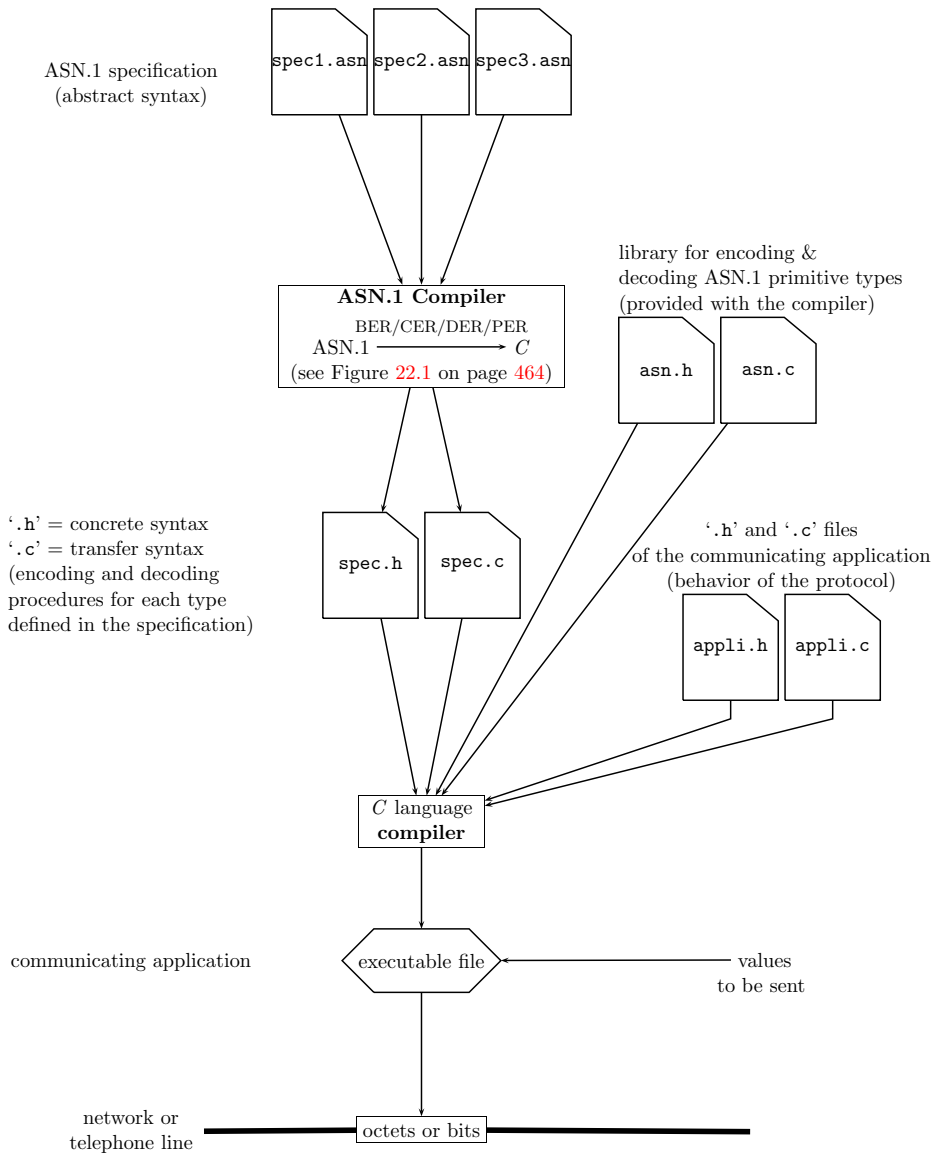 spec1.asn spec2.asn spec3.asn
ASN.1 specification
(abstract syntax)
library for encoding &
decoding ASN.1 primitive types
(provided with the compiler)
ASN.1 Compiler
BER/CER/DER/PER
ASN.1 C
(see Figure 22.1 on page 464)
asn.h asn.c
‘.h’ = concrete syntax
‘.c’ = transfer syntax
(encoding and decoding
procedures for each type
defined in the specification)
spec.h spec.c
‘.h’ and ‘.c’ files
of the communicating application
(behavior of the protocol)
appli.h appli.c
C language
compiler
communicating application
executable file
values
to be sent
network or
telephone line
octets or bits